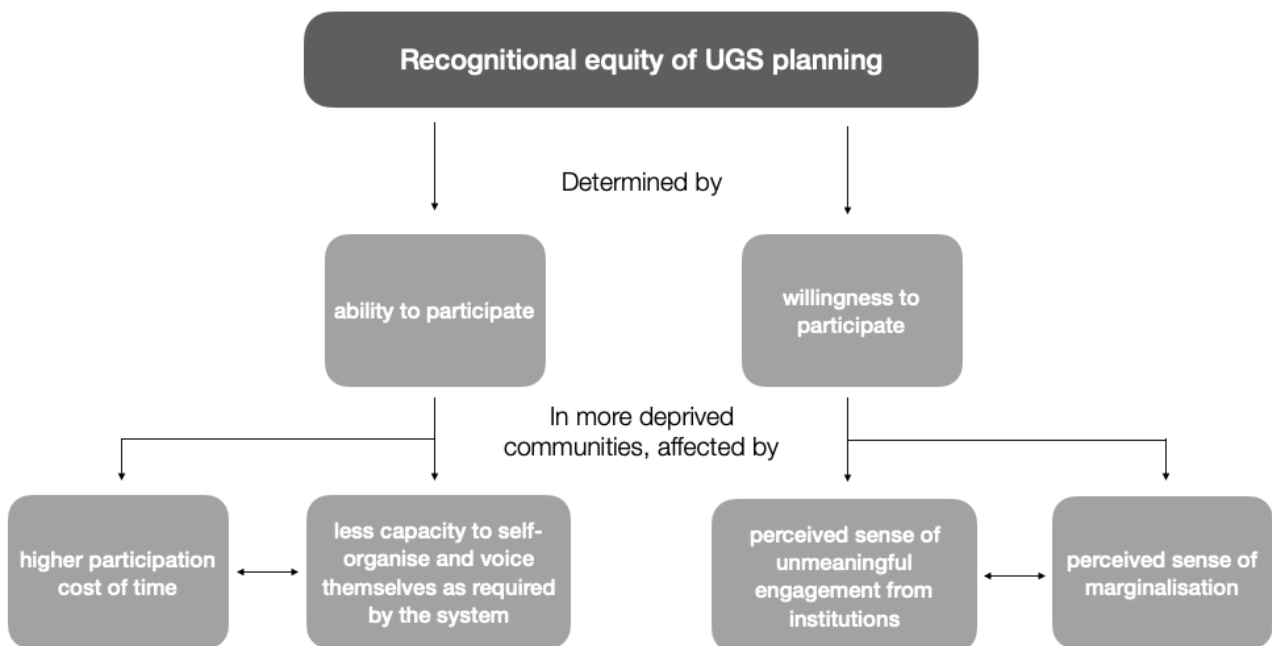 Recognitional equity of UGS planning
Determined by
ability to participate
willingness to
participate
In more deprived
communities, affected by
higher participation
cost of time
less capacity to self-
organise and voice
themselves as required
by the system
perceived sense of
unmeaningful
engagement from
institutions
perceived sense of
marginalisation